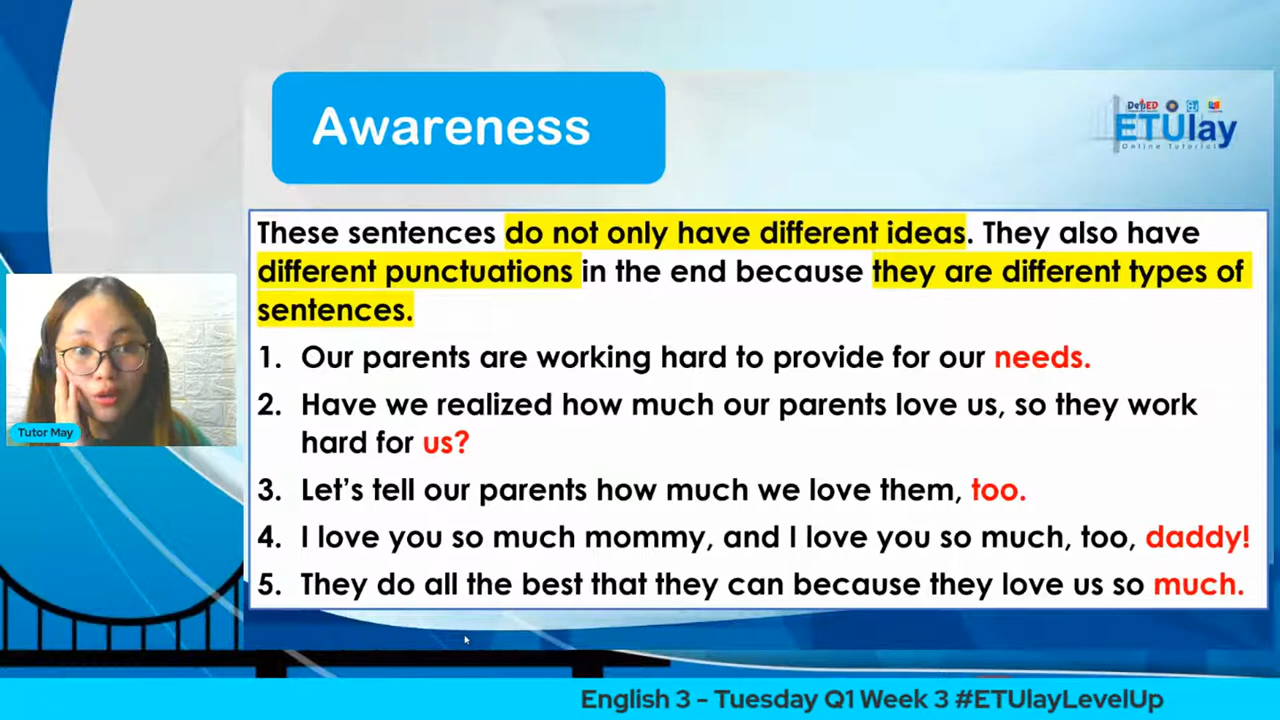 Awareness
DepED
ETUlay
Online Tutorial
These sentences do not only have different ideas. They also have
different punctuations in the end because they are different types of
sentences.
1. Our parents are working hard to provide for our needs.
2. Have we realized how much our parents love us, so they work
hard for us?
3. Let's tell our parents how much we love them, too.
4. I love you so much mommy, and I love you so much, too, daddy!
5. They do all the best that they can because they love us so much.
Tutor May
English 3 - Tuesday Q1 Week 3 #ETUlayLevelUp